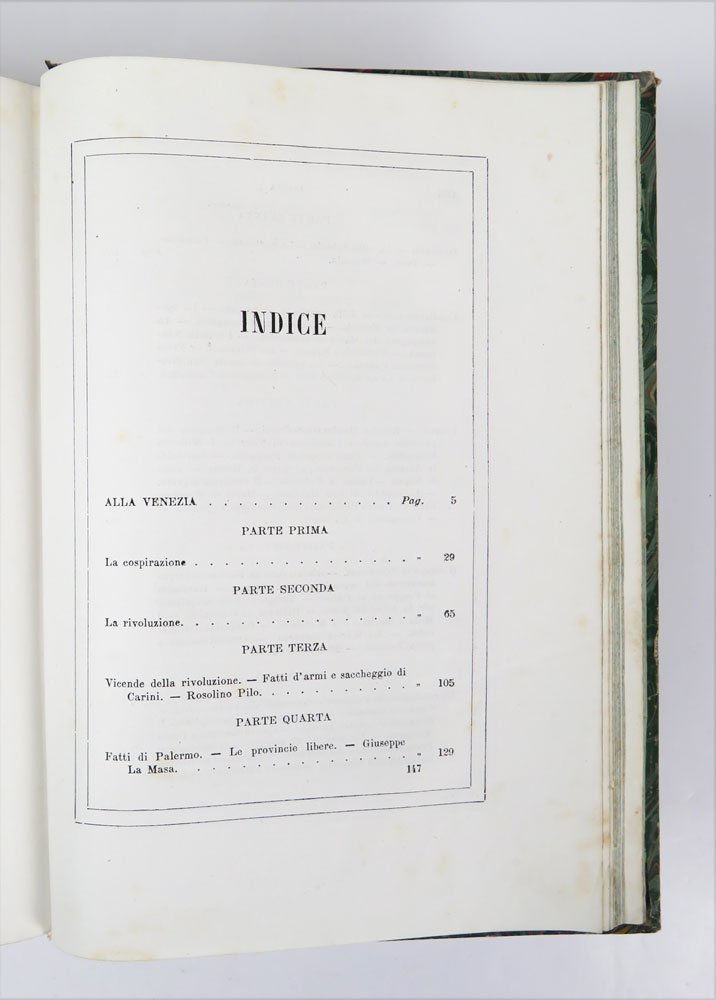 INDICE
ALLA VENEZIA . . . . . . . . . . . . . Pag. 5
PARTE PRIMA
La cospirazione . . . . . . . . . . . . . . . „ 29
PARTE SECONDA
La rivoluzione. . . . . . . . . . . . . . . . „ 65
PARTE TERZA
Vicende della rivoluzione. — Fatti d'armi e saccheggio di
Carini. — Rosolino Pilo. . . . . . . . . . . „ 105
PARTE QUARTA
Fatti di Palermo. — Le provincie libere. — Giuseppe
La Masa. . . . . . . . . . . . . . . „ 129
147